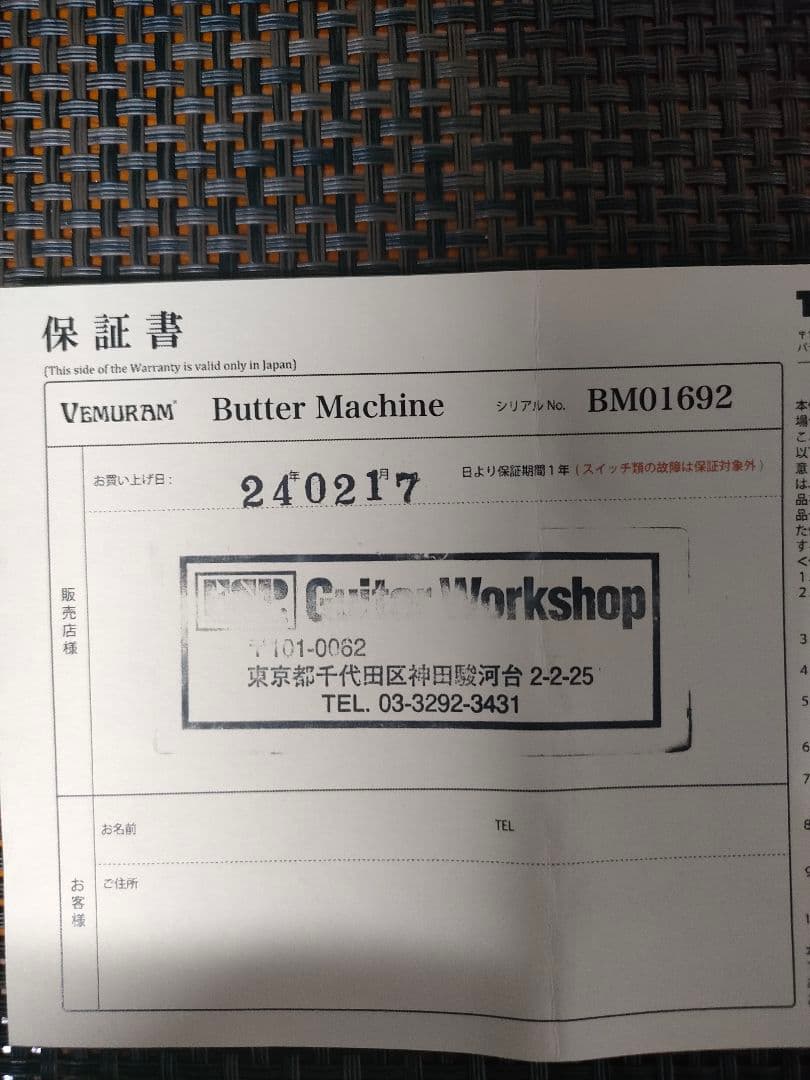 保証書
(This side of the Warranty is valid only in Japan)
VEMURAM Butter Machine シリアルNo. BM01692
お買い上げ日: 24年02月17 日より保証期間1年(スイッチ類の故障は保証対象外)
販売店様
Guitar Workshop
〒101-0062
東京都千代田区神田駿河台 2-2-25
TEL. 03-3292-3431
お客様
お名前 TEL
ご住所